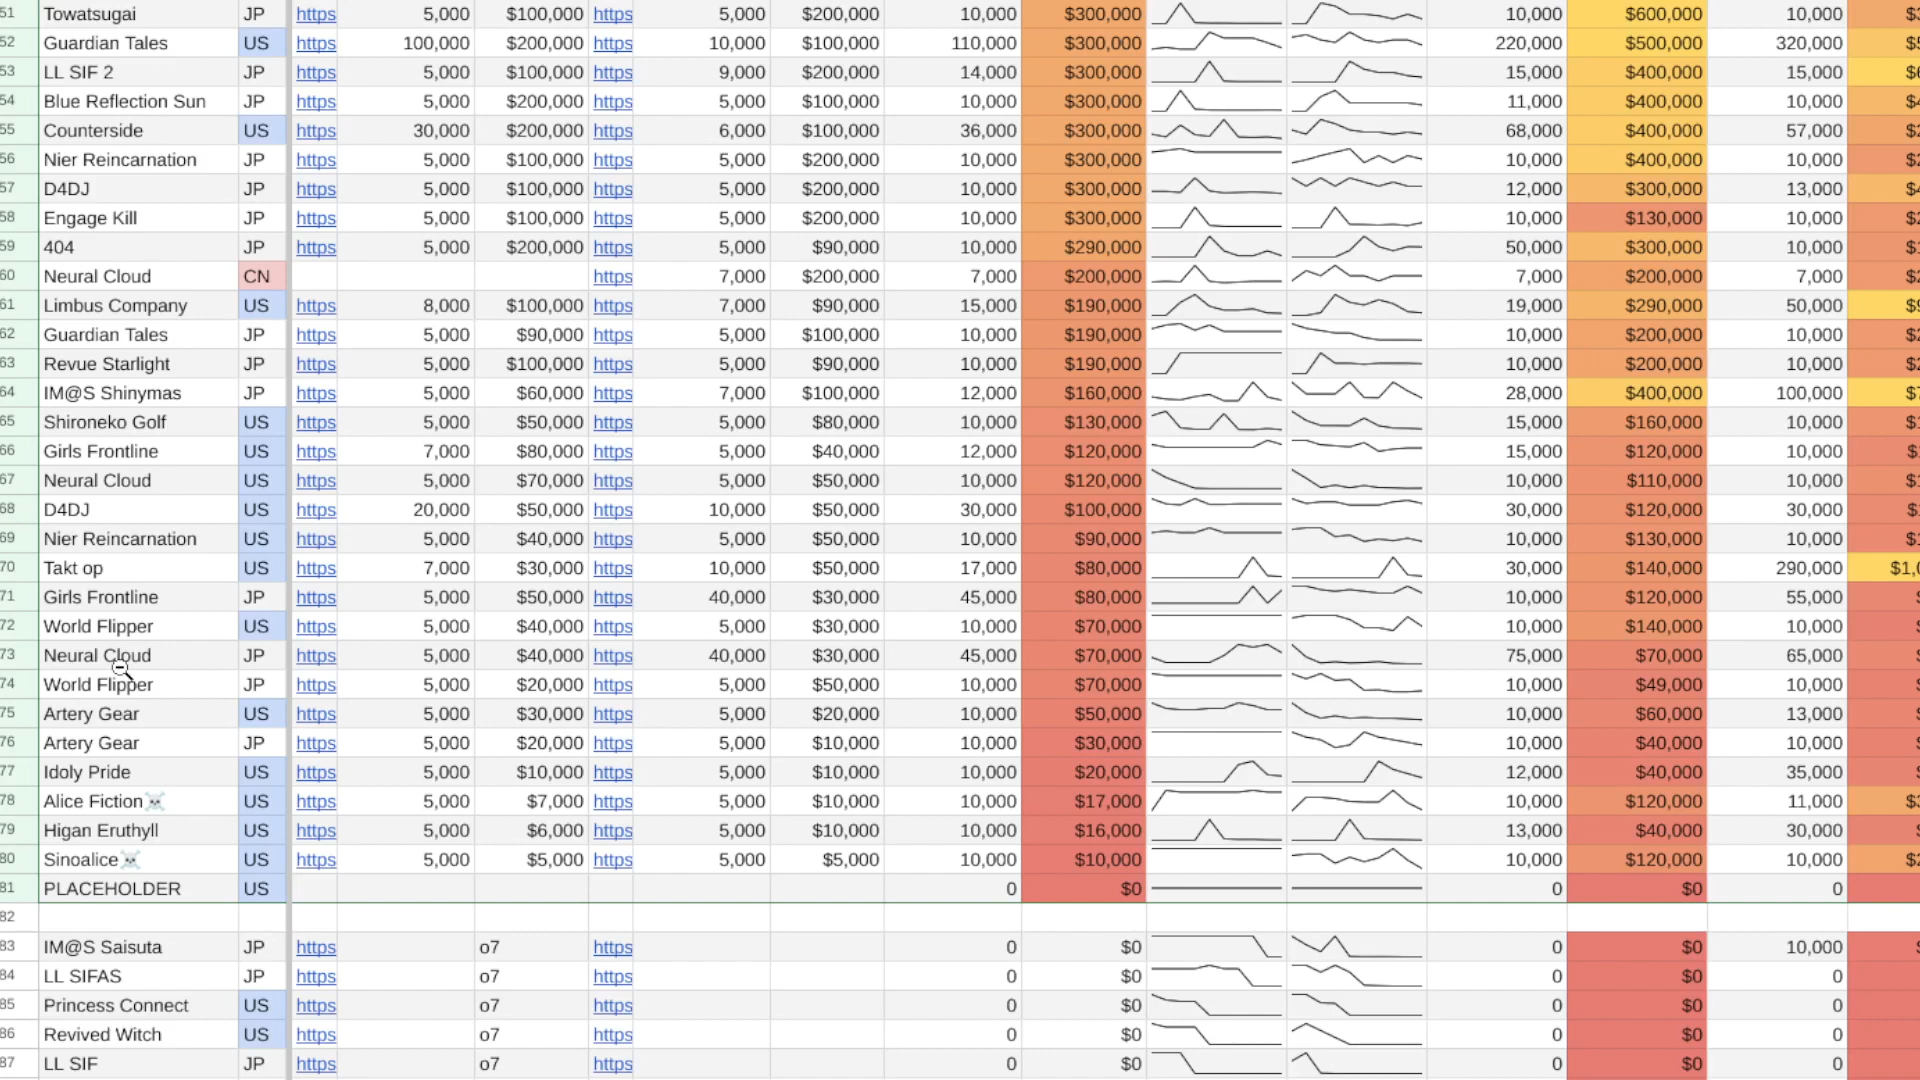 51 Towatsugai JP https 5,000 $100,000 https 5,000 $200,000 10,000 $300,000 10,000 $600,000 10,000
52 Guardian Tales US https 100,000 $200,000 https 10,000 $100,000 110,000 $300,000 220,000 $500,000 320,000
53 LL SIF 2 JP https 5,000 $100,000 https 9,000 $200,000 14,000 $300,000 15,000 $400,000 15,000
54 Blue Reflection Sun JP https 5,000 $200,000 https 5,000 $100,000 10,000 $300,000 11,000 $400,000 10,000
55 Counterside US https 30,000 $200,000 https 6,000 $100,000 36,000 $300,000 68,000 $400,000 57,000
56 Nier Reincarnation JP https 5,000 $100,000 https 5,000 $200,000 10,000 $300,000 10,000 $400,000 10,000
57 D4DJ JP https 5,000 $100,000 https 5,000 $200,000 10,000 $300,000 12,000 $300,000 13,000
58 Engage Kill JP https 5,000 $100,000 https 5,000 $200,000 10,000 $300,000 10,000 $130,000 10,000
59 404 JP https 5,000 $200,000 https 5,000 $90,000 10,000 $290,000 50,000 $300,000 10,000
60 Neural Cloud CN https 7,000 $200,000 7,000 $200,000 7,000 $200,000 7,000
61 Limbus Company US https 8,000 $100,000 https 7,000 $90,000 15,000 $190,000 19,000 $290,000 50,000
62 Guardian Tales JP https 5,000 $90,000 https 5,000 $100,000 10,000 $190,000 10,000 $200,000 10,000
63 Revue Starlight JP https 5,000 $100,000 https 5,000 $90,000 10,000 $190,000 10,000 $200,000 10,000
64 IM@S Shinymas JP https 5,000 $60,000 https 7,000 $100,000 12,000 $160,000 28,000 $400,000 100,000
65 Shironeko Golf US https 5,000 $50,000 https 5,000 $80,000 10,000 $130,000 15,000 $160,000 10,000
66 Girls Frontline US https 7,000 $80,000 https 5,000 $40,000 12,000 $120,000 15,000 $120,000 10,000
67 Neural Cloud US https 5,000 $70,000 https 5,000 $50,000 10,000 $120,000 10,000 $110,000 10,000
68 D4DJ US https 20,000 $50,000 https 10,000 $50,000 30,000 $100,000 30,000 $120,000 30,000
69 Nier Reincarnation US https 5,000 $40,000 https 5,000 $50,000 10,000 $90,000 10,000 $130,000 10,000
70 Takt op US https 7,000 $30,000 https 10,000 $50,000 17,000 $80,000 30,000 $140,000 290,000
71 Girls Frontline JP https 5,000 $50,000 https 40,000 $30,000 45,000 $80,000 10,000 $120,000 55,000
72 World Flipper US https 5,000 $40,000 https 5,000 $30,000 10,000 $70,000 10,000 $140,000 10,000
73 Neural Cloud JP https 5,000 $40,000 https 40,000 $30,000 45,000 $70,000 75,000 $70,000 65,000
74 World Flipper JP https 5,000 $20,000 https 5,000 $50,000 10,000 $70,000 10,000 $49,000 10,000
75 Artery Gear US https 5,000 $30,000 https 5,000 $20,000 10,000 $50,000 10,000 $60,000 13,000
76 Artery Gear JP https 5,000 $20,000 https 5,000 $10,000 10,000 $30,000 10,000 $40,000 10,000
77 Idoly Pride US https 5,000 $10,000 https 5,000 $10,000 10,000 $20,000 12,000 $40,000 35,000
78 Alice Fiction☠️ US https 5,000 $7,000 https 5,000 $10,000 10,000 $17,000 10,000 $120,000 11,000
79 Higan Eruthyll US https 5,000 $6,000 https 5,000 $10,000 10,000 $16,000 13,000 $40,000 30,000
80 Sinoalice☠️ US https 5,000 $5,000 https 5,000 $5,000 10,000 $10,000 10,000 $120,000 10,000
81 PLACEHOLDER US 0 $0 0 $0 0
82
83 IM@S Saisuta JP https o7 https 0 $0 0 $0 10,000
84 LL SIFAS JP https o7 https 0 $0 0 $0 0
85 Princess Connect US https o7 https 0 $0 0 $0 0
86 Revived Witch US https o7 https 0 $0 0 $0 0
87 LL SIF JP https o7 https 0 $0 0 $0 0